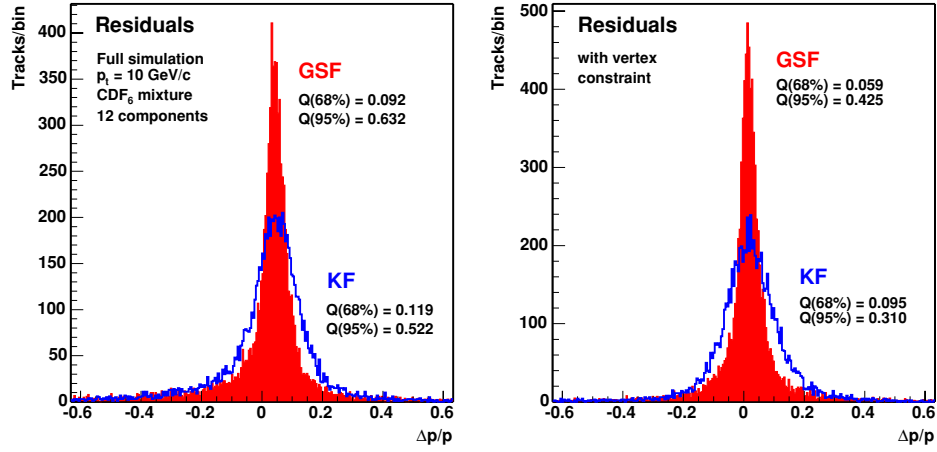 Tracks/bin
400
350
300
250
200
150
100
50
0
Residuals
Full simulation
pt = 10 GeV/c
CDF6 mixture
12 components
GSF
Q(68%) = 0.092
Q(95%) = 0.632
KF
Q(68%) = 0.119
Q(95%) = 0.522
-0.6 -0.4 -0.2 0 0.2 0.4 0.6
Δp/p
Tracks/bin
500
400
300
200
100
0
Residuals
with vertex
constraint
GSF
Q(68%) = 0.059
Q(95%) = 0.425
KF
Q(68%) = 0.095
Q(95%) = 0.310
-0.6 -0.4 -0.2 0 0.2 0.4 0.6
Δp/p